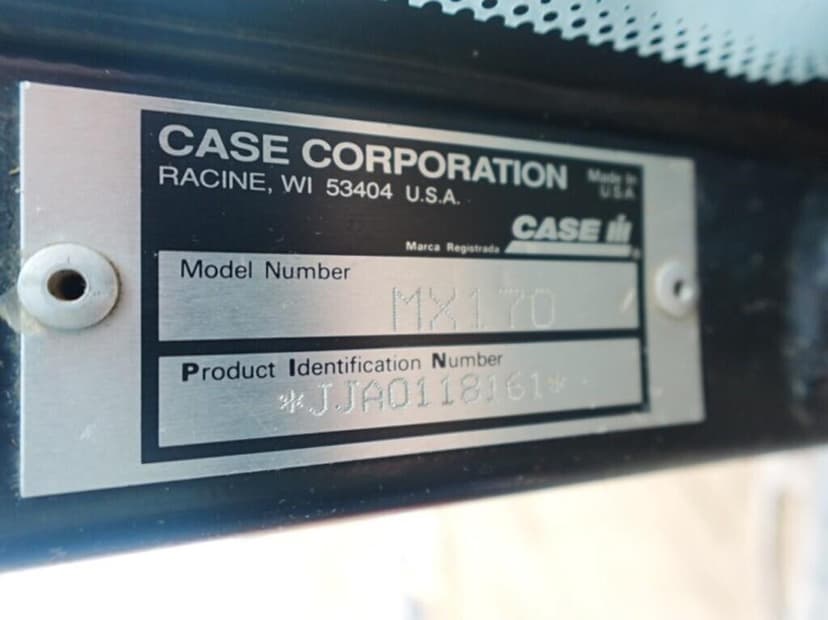 CASE CORPORATION
RACINE, WI 53404 U.S.A.
Made in
U.S.A.
CASE IH
Marca Registrada
Model Number
MX170
Product Identification Number
*JJA0118161*